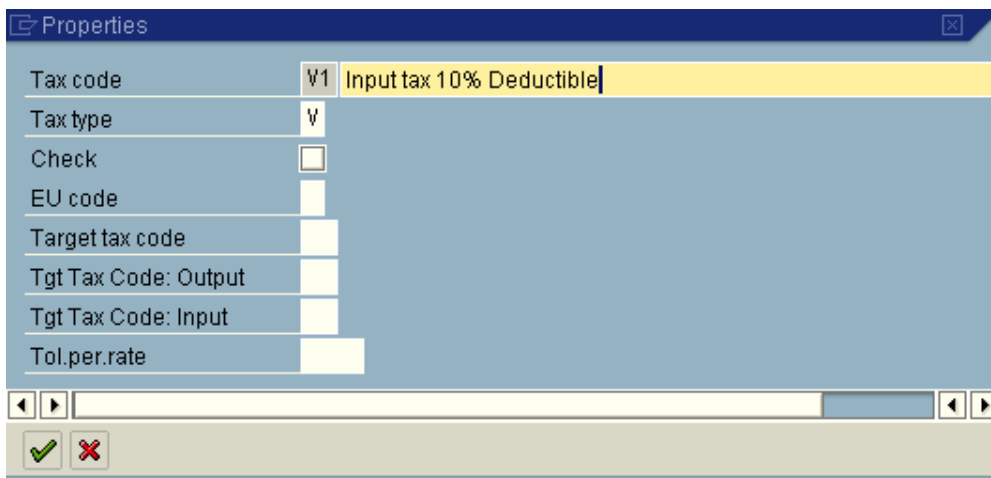 Properties
Tax code V1 Input tax 10% Deductible
Tax type V
Check
EU code
Target tax code
Tgt Tax Code: Output
Tgt Tax Code: Input
Tol.per.rate